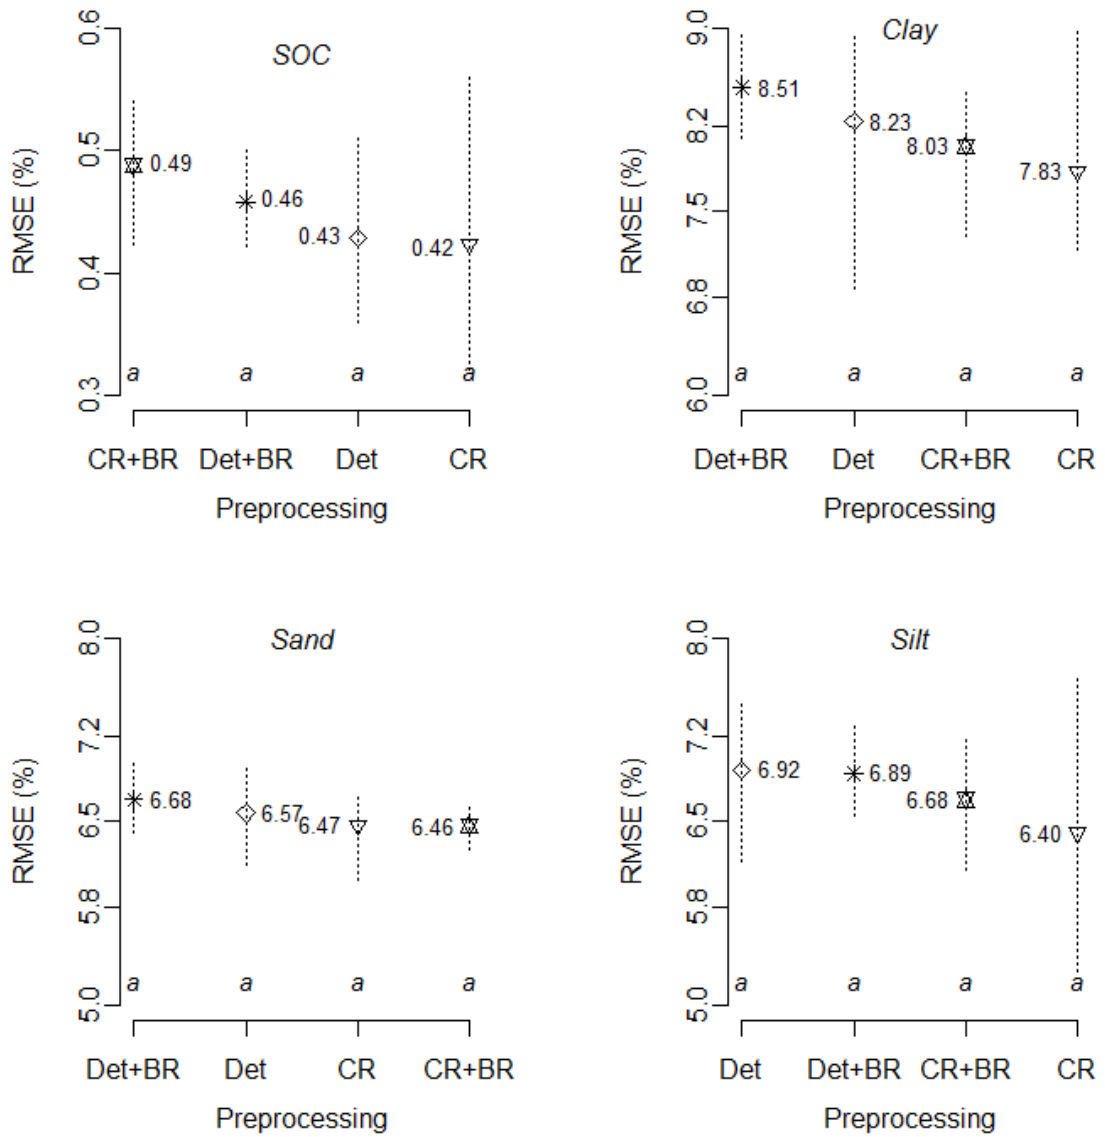 SOC
RMSE (%)
0.6
0.5
0.4
0.3
0.49
0.46
0.43
0.42
a a a a
CR+BR Det+BR Det CR
Preprocessing
Clay
RMSE (%)
9.0
8.2
7.5
6.8
6.0
8.51
8.23
8.03
7.83
a a a a
Det+BR Det CR+BR CR
Preprocessing
Sand
RMSE (%)
8.0
7.2
6.5
5.8
5.0
6.68
6.57
6.47
6.46
a a a a
Det+BR Det CR CR+BR
Preprocessing
Silt
RMSE (%)
8.0
7.2
6.5
5.8
5.0
6.92
6.89
6.68
6.40
a a a a
Det Det+BR CR+BR CR
Preprocessing